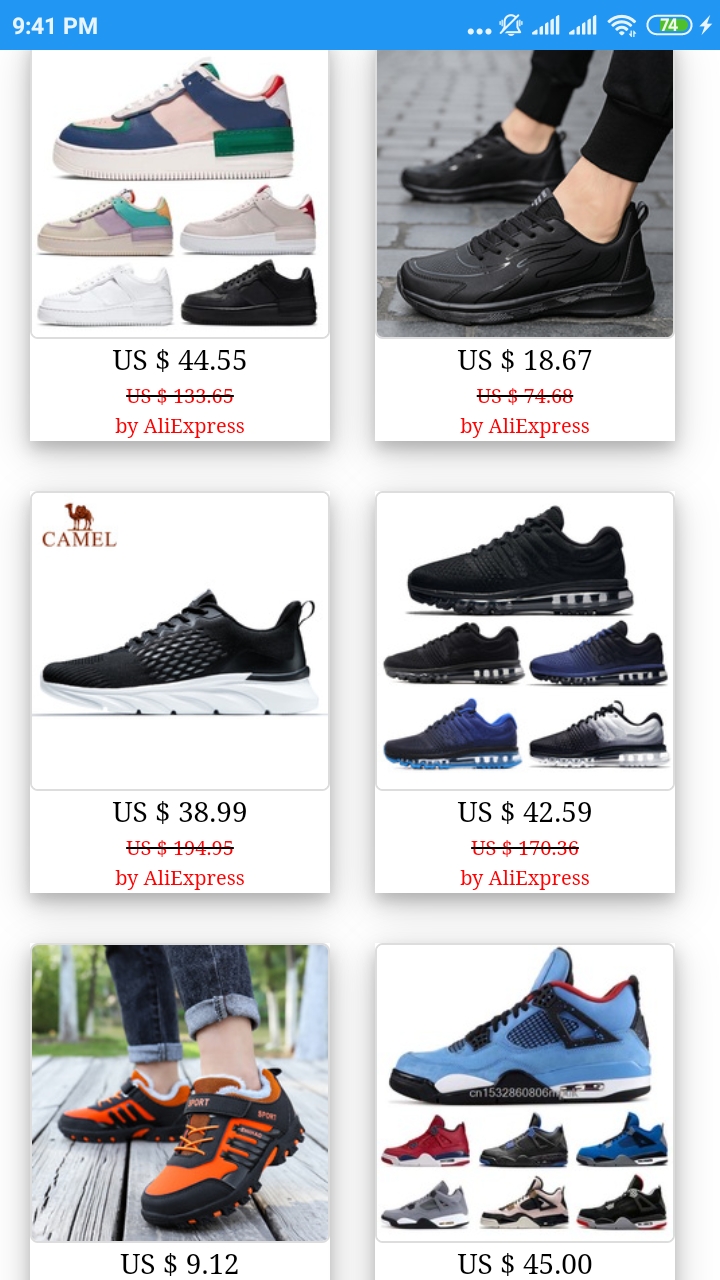 9:41 PM
74
US $ 44.55
US $ 133.65
by AliExpress
US $ 18.67
US $ 74.68
by AliExpress
CAMEL
US $ 38.99
US $ 194.95
by AliExpress
US $ 42.59
US $ 170.36
by AliExpress
SPORT
SPORT
US $ 9.12
US $ 45.00